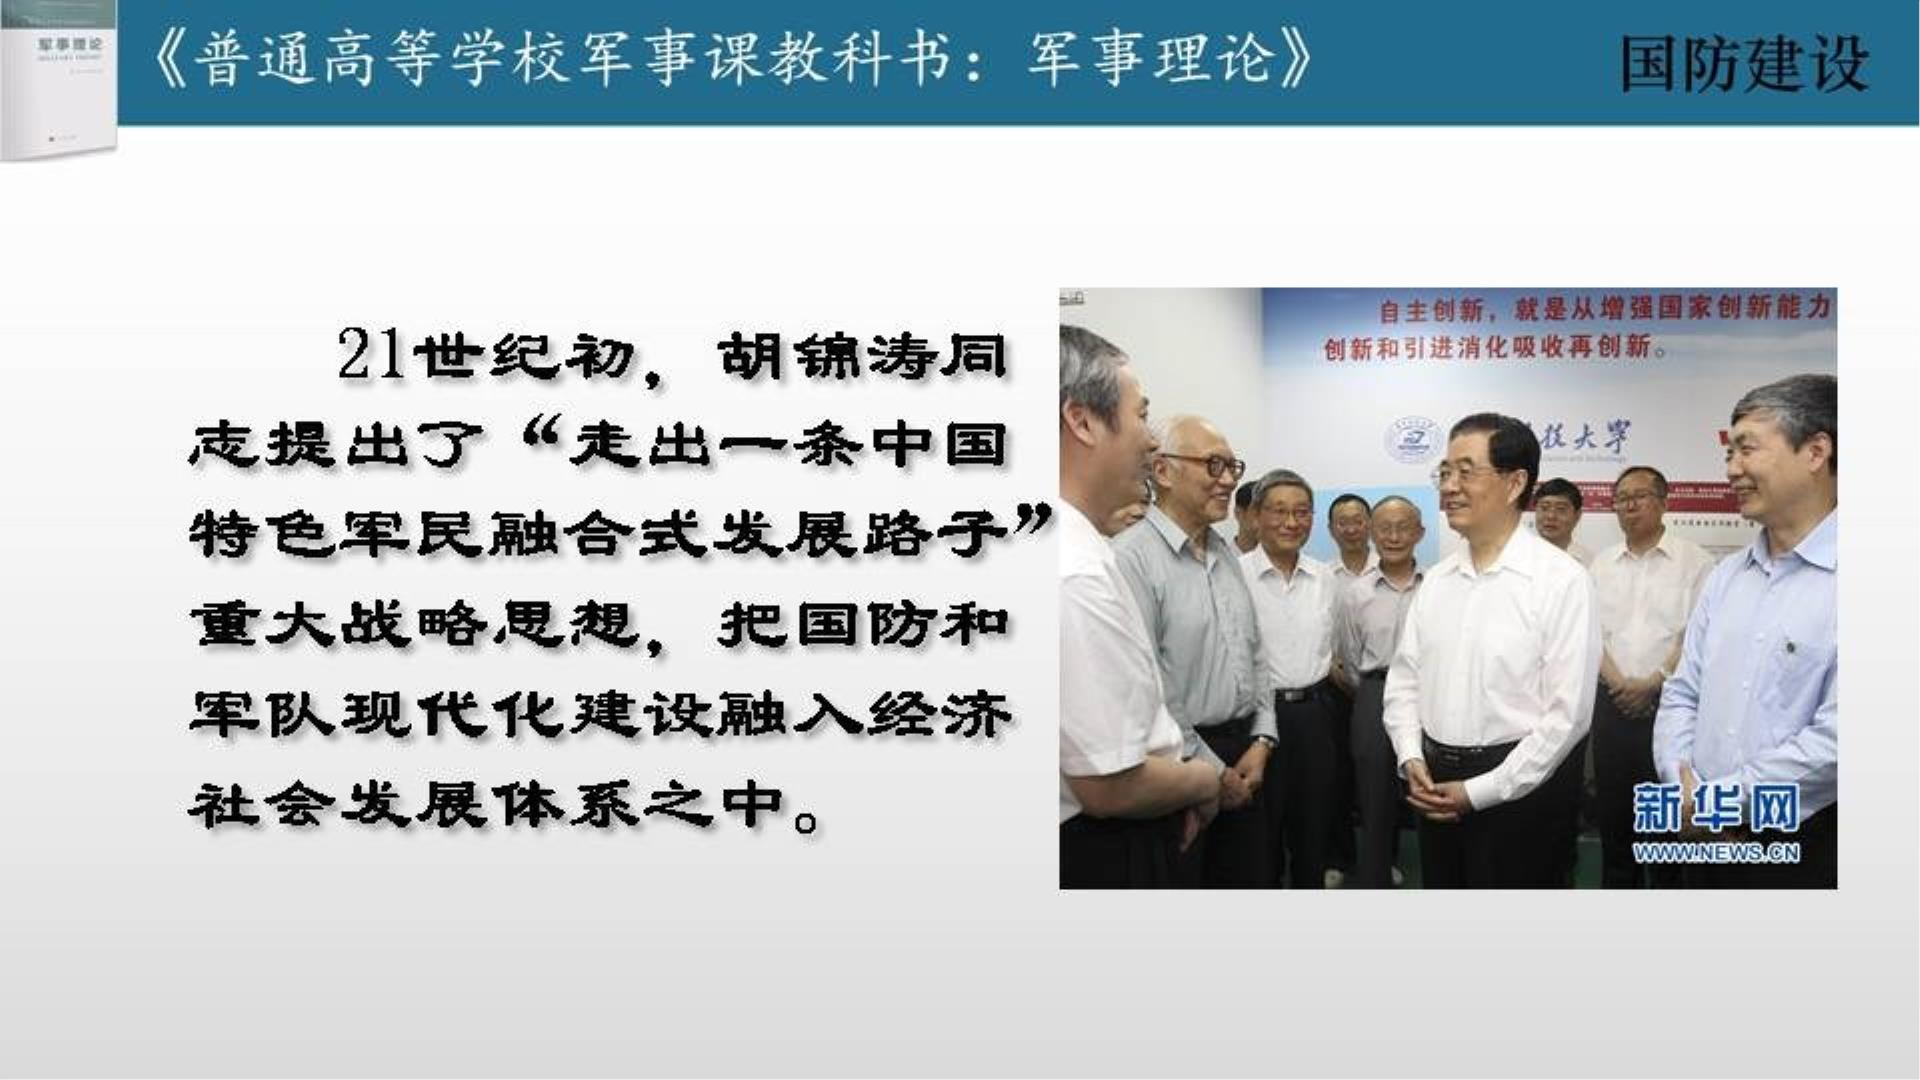 军事理论
《普通高等学校军事课教科书：军事理论》
国防建设
21世纪初，胡锦涛同
志提出了“走出一条中国
特色军民融合式发展路子”
重大战略思想，把国防和
军队现代化建设融入经济
社会发展体系之中。
自主创新，就是从增强国家创新能力
创新和引进消化吸收再创新。
技大学
新华网
WWW.NEWS.CN